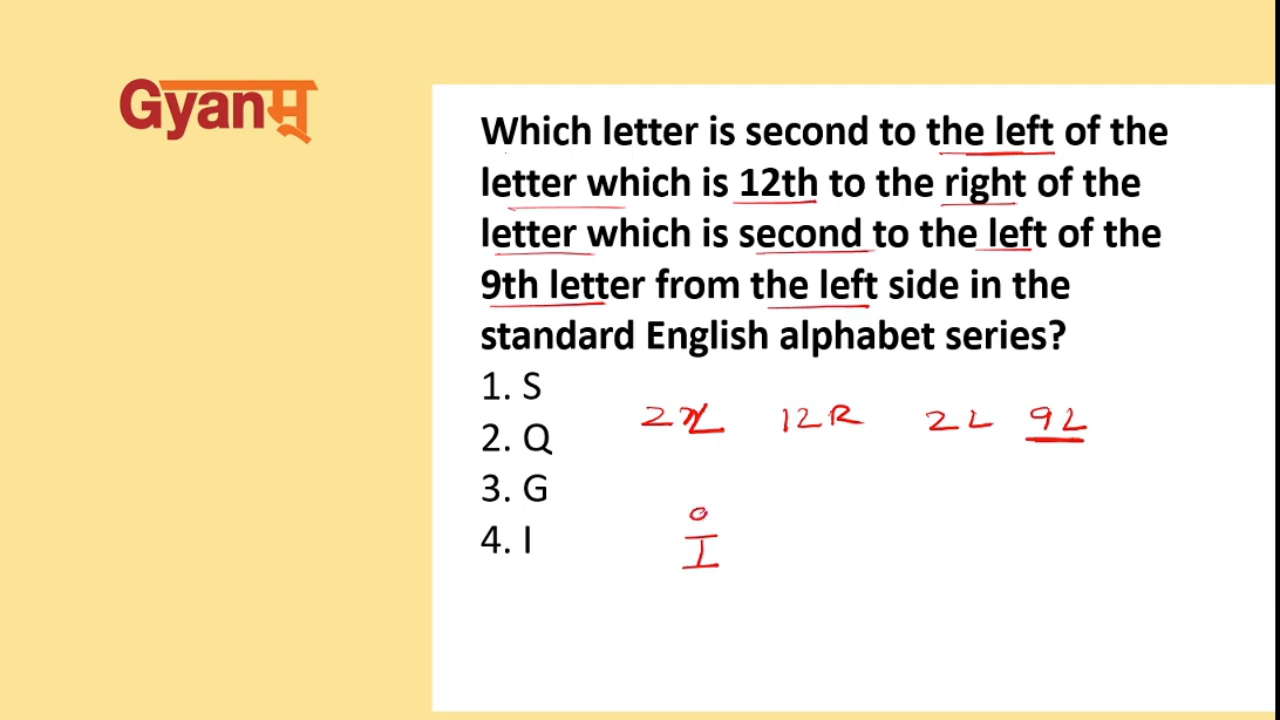 Gyanम्
Which letter is second to the left of the
letter which is 12th to the right of the
letter which is second to the left of the
9th letter from the left side in the
standard English alphabet series?
1. S
2. Q
3. G
4. I
2L 12R 2L 9L
I